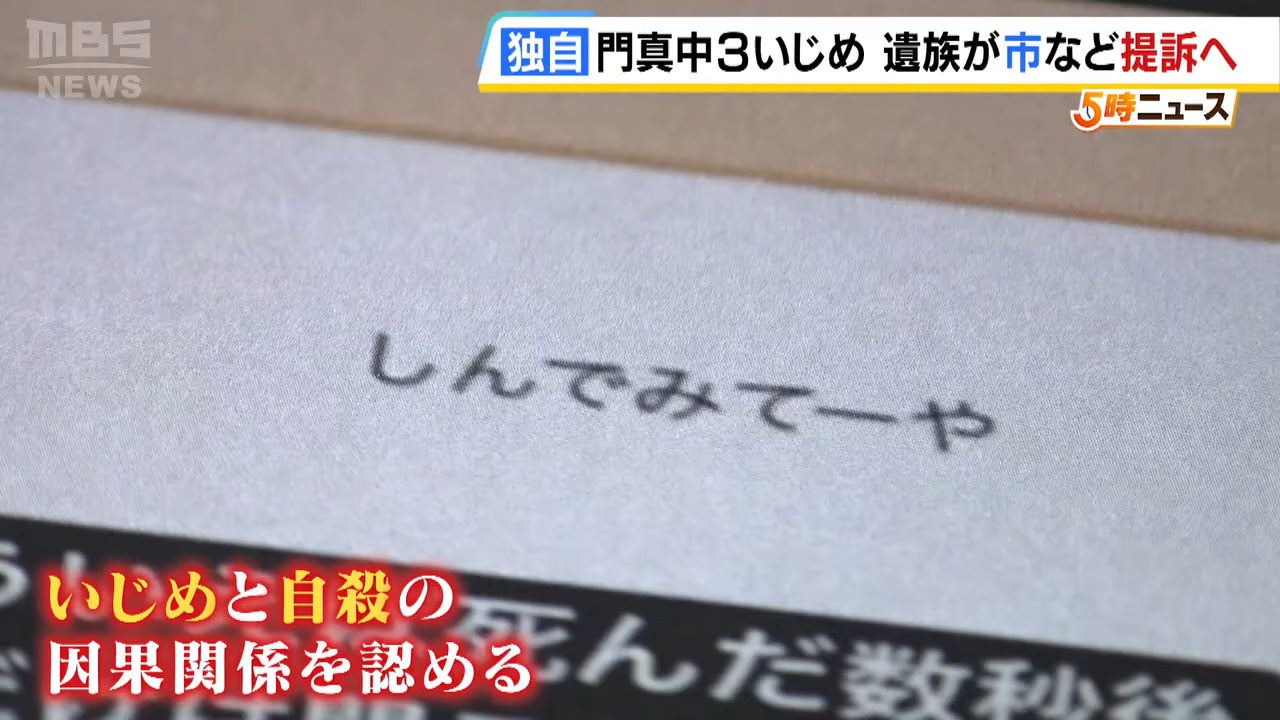 MBS
NEWS
独自 門真中3いじめ 遺族が市など提訴へ
5時ニュース
しんでみてーや
死んだ数秒後
いじめと自殺の
因果関係を認める